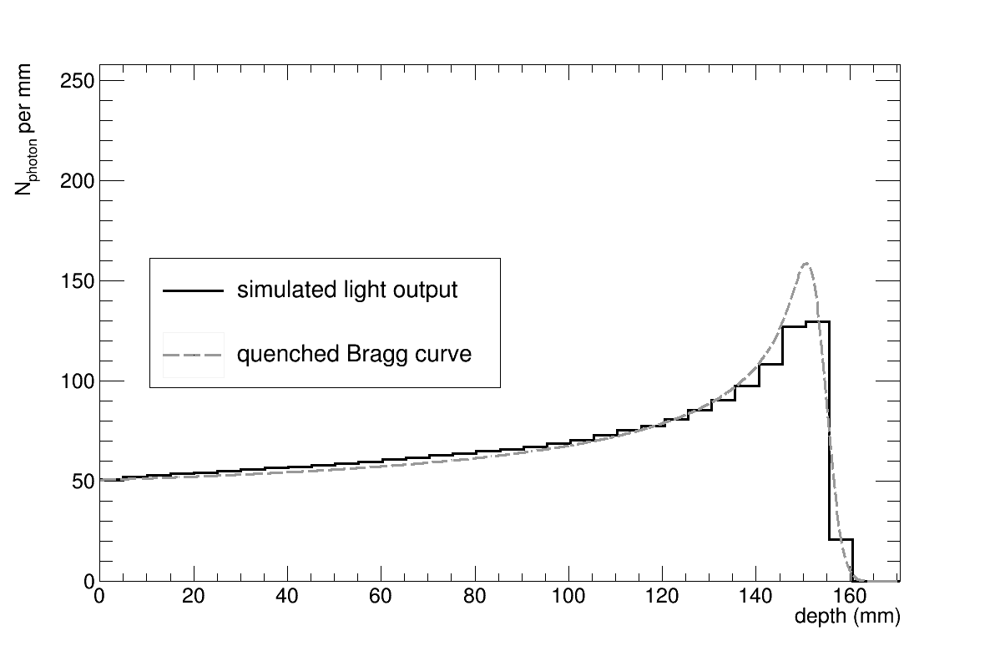 N_photon per mm
250
200
150
100
50
0
simulated light output
quenched Bragg curve
0 20 40 60 80 100 120 140 160
depth (mm)